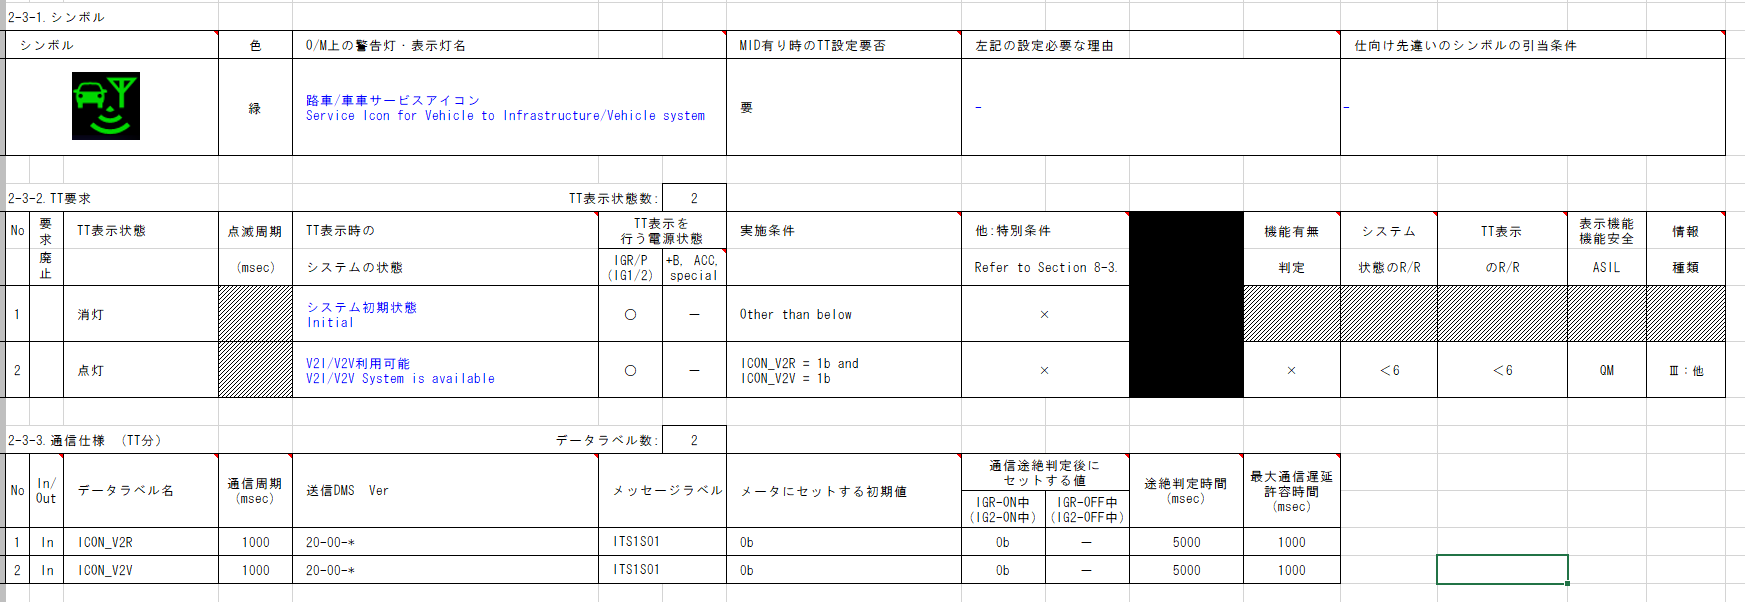 2-3-1.シンボル
シンボル
色
O/M上の警告灯・表示灯名
MID有り時のTT設定要否
左記の設定必要な理由
仕向け先違いのシンボルの引当条件
緑
路車/車車サービスアイコン
Service Icon for Vehicle to Infrastructure/Vehicle system
要
-
-
2-3-2.TT要求
TT表示状態数:
2
No
要求廃止
TT表示状態
点滅周期
(msec)
TT表示時の
システムの状態
TT表示を
行う電源状態
IGR/P
(IG1/2)
+B, ACC,
special
実施条件
他:特別条件
Refer to Section 8-3.
機能有無
判定
システム
状態のR/R
TT表示
のR/R
表示機能
機能安全
ASIL
情報
種類
1
消灯
システム初期状態
Initial
○
－
Other than below
×
2
点灯
V2I/V2V利用可能
V2I/V2V System is available
○
－
ICON_V2R = 1b and
ICON_V2V = 1b
×
×
＜6
＜6
QM
Ⅲ：他
2-3-3.通信仕様 （TT分）
データラベル数:
2
No
In/
Out
データラベル名
通信周期
(msec)
送信DMS Ver
メッセージラベル
メータにセットする初期値
通信途絶判定後に
セットする値
IGR-ON中
(IG2-ON中)
IGR-OFF中
(IG2-OFF中)
途絶判定時間
(msec)
最大通信遅延
許容時間
(msec)
1
In
ICON_V2R
1000
20-00-*
ITS1S01
0b
0b
－
5000
1000
2
In
ICON_V2V
1000
20-00-*
ITS1S01
0b
0b
－
5000
1000